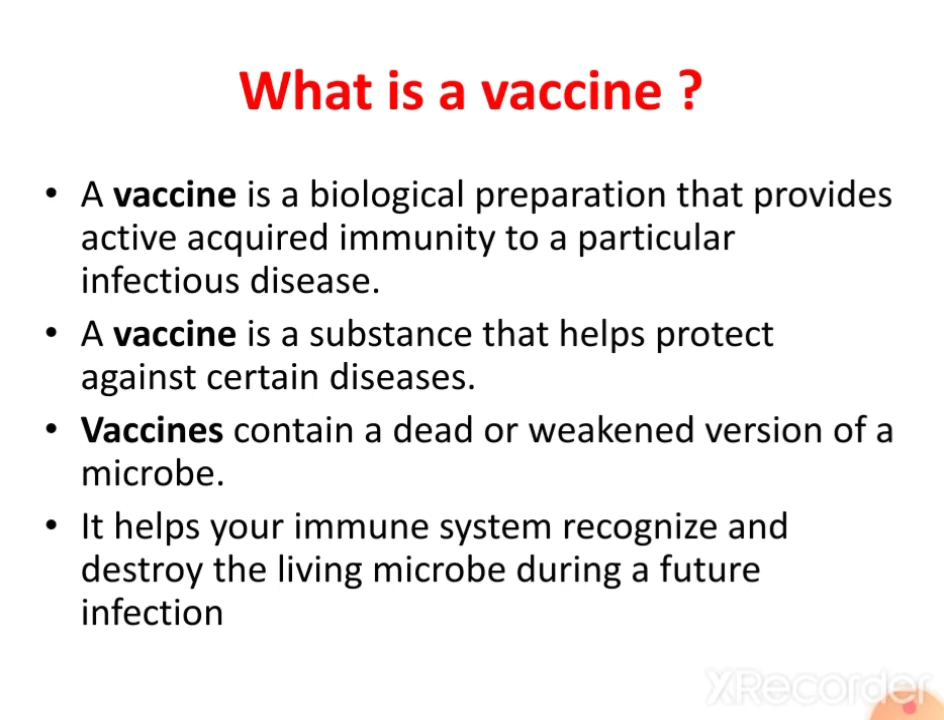 What is a vaccine ?
• A vaccine is a biological preparation that provides
active acquired immunity to a particular
infectious disease.
• A vaccine is a substance that helps protect
against certain diseases.
• Vaccines contain a dead or weakened version of a
microbe.
• It helps your immune system recognize and
destroy the living microbe during a future
infection
XRecorder